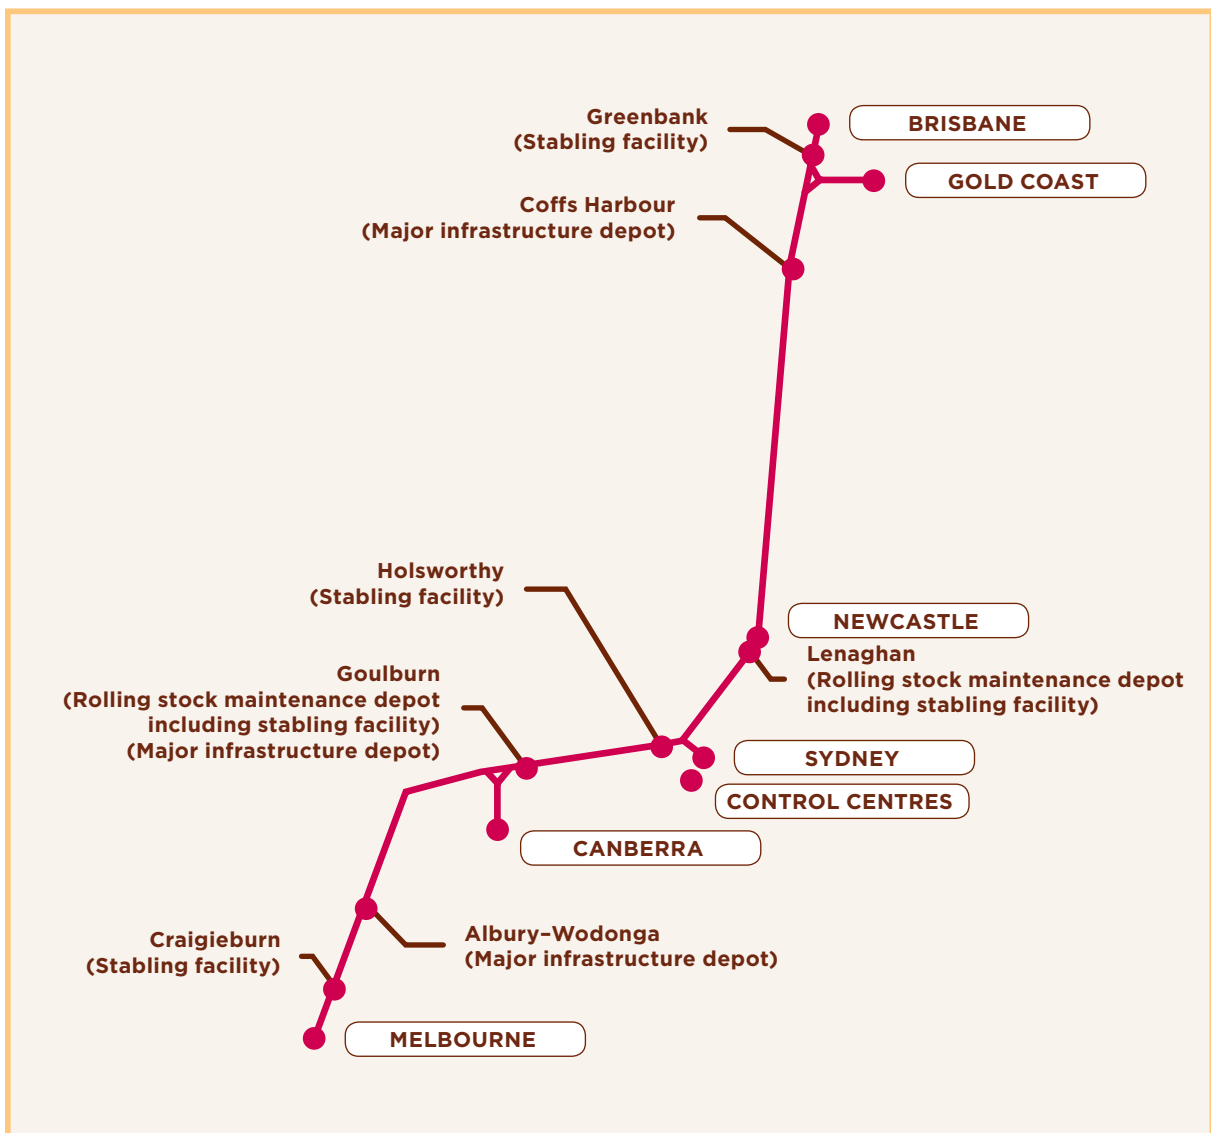 Greenbank
(Stabling facility)
BRISBANE
GOLD COAST
Coffs Harbour
(Major infrastructure depot)
Holsworthy
(Stabling facility)
NEWCASTLE
Lenaghan
(Rolling stock maintenance depot
including stabling facility)
Goulburn
(Rolling stock maintenance depot
including stabling facility)
(Major infrastructure depot)
SYDNEY
CONTROL CENTRES
CANBERRA
Craigieburn
(Stabling facility)
Albury–Wodonga
(Major infrastructure depot)
MELBOURNE